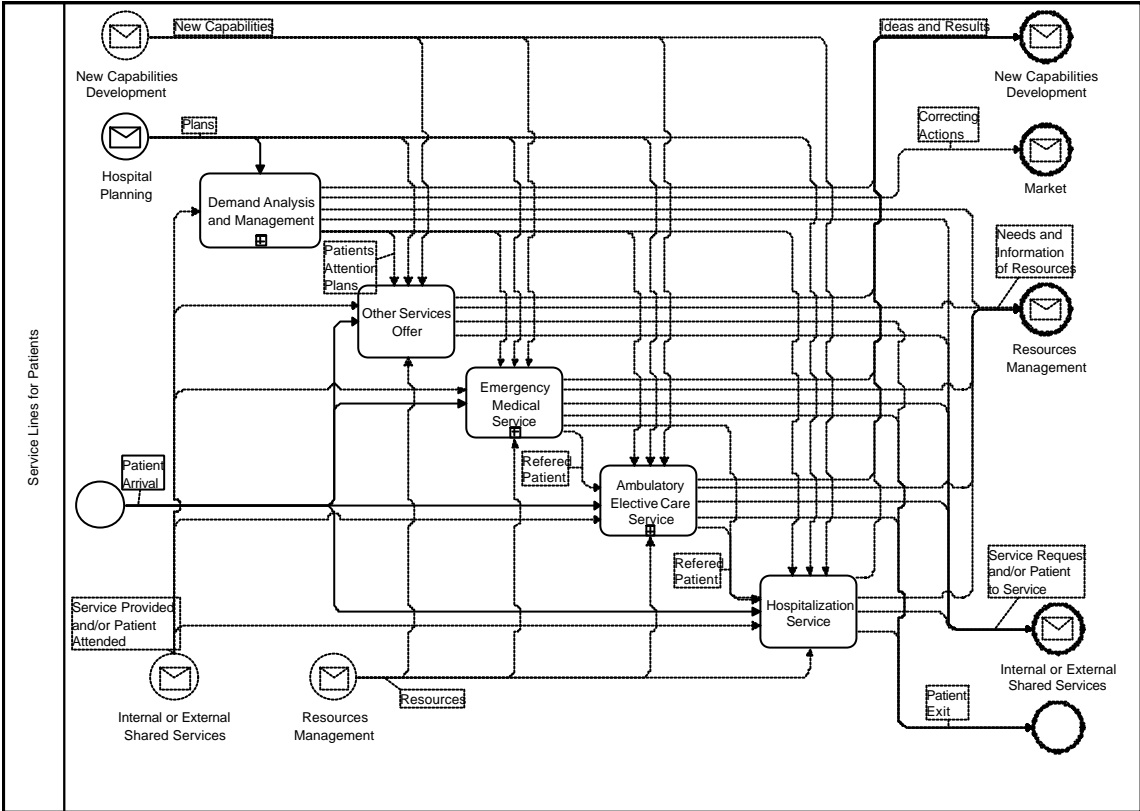 New Capabilities
Ideas and Results
New Capabilities
Development
New Capabilities
Development
Plans
Correcting
Actions
Hospital
Planning
Market
Demand Analysis
and Management
Patients
Attention
Plans
Needs and
Information
of Resources
Other Services
Offer
Resources
Management
Service Lines for Patients
Emergency
Medical
Service
Refered
Patient
Patient
Arrival
Ambulatory
Elective Care
Service
Refered
Patient
Service Request
and/or Patient
to Service
Service Provided
and/or Patient
Attended
Hospitalization
Service
Internal or External
Shared Services
Resources
Patient
Exit
Internal or External
Shared Services
Resources
Management